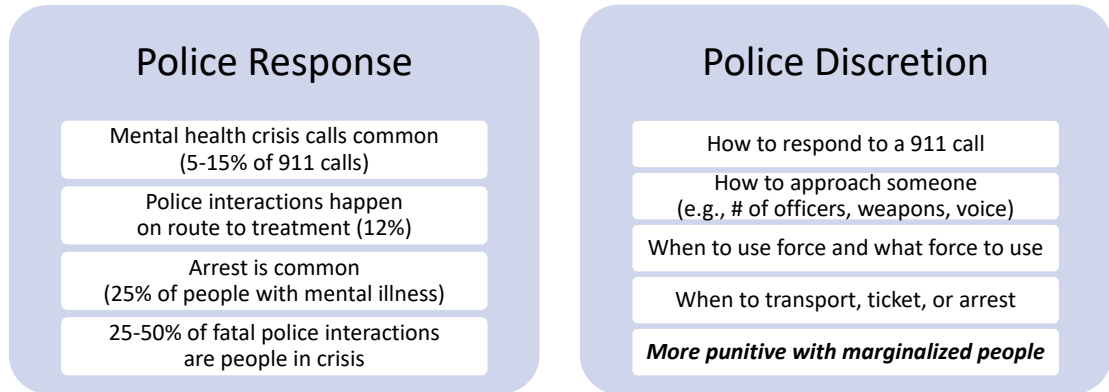 Police Response
Mental health crisis calls common
(5-15% of 911 calls)
Police interactions happen
on route to treatment (12%)
Arrest is common
(25% of people with mental illness)
25-50% of fatal police interactions
are people in crisis
Police Discretion
How to respond to a 911 call
How to approach someone
(e.g., # of officers, weapons, voice)
When to use force and what force to use
When to transport, ticket, or arrest
More punitive with marginalized people